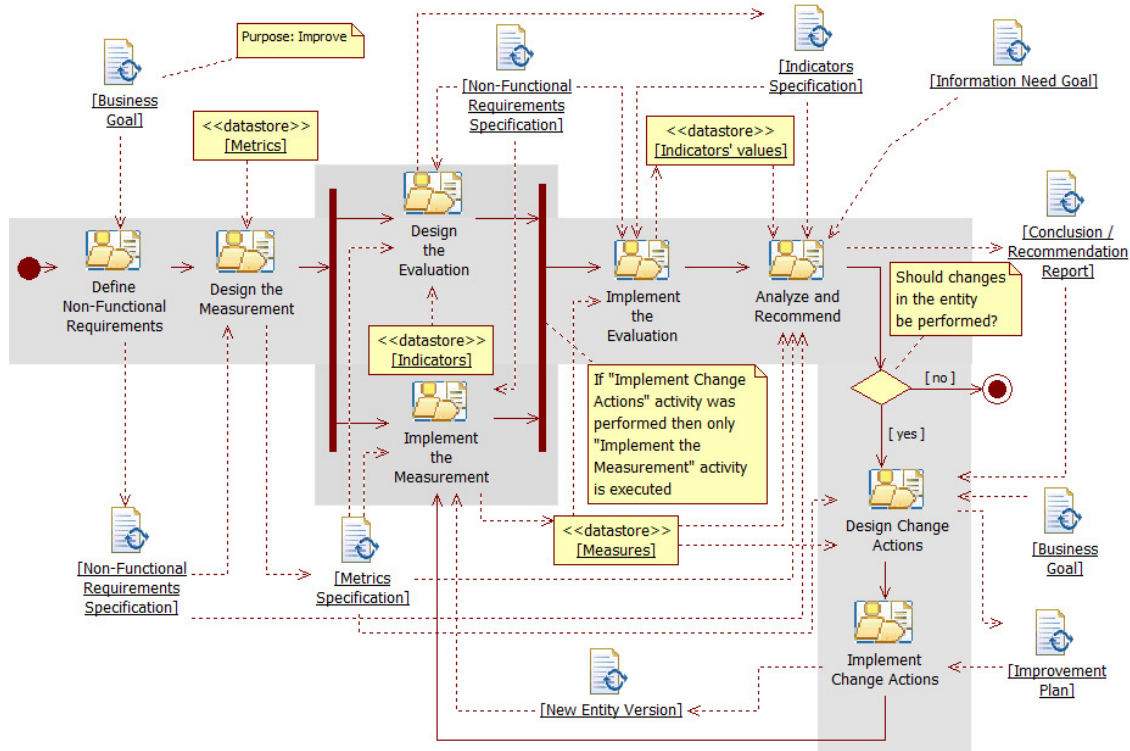 Purpose: Improve
[Business
Goal]
<<datastore>>
[Metrics]
[Non-Functional
Requirements
Specification]
[Indicators
Specification]
[Information Need Goal]
<<datastore>>
[Indicators' values]
[Conclusion /
Recommendation
Report]
Define
Non-Functional
Requirements
Design the
Measurement
Design
the
Evaluation
Implement
the
Evaluation
Analyze and
Recommend
Should changes
in the entity
be performed?
<<datastore>>
[Indicators]
Implement
the
Measurement
If "Implement Change
Actions" activity was
performed then only
"Implement the
Measurement" activity
is executed
[ no ]
[ yes ]
[Non-Functional
Requirements
Specification]
[Metrics
Specification]
<<datastore>>
[Measures]
Design Change
Actions
[Business
Goal]
Implement
Change Actions
[Improvement
Plan]
[New Entity Version]